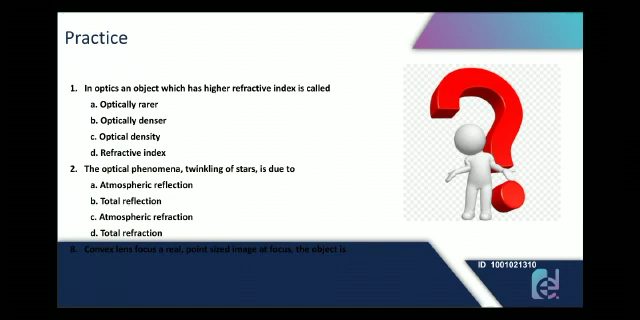 Practice
1. In optics an object which has higher refractive index is called
a. Optically rarer
b. Optically denser
c. Optical density
d. Refractive index
2. The optical phenomena, twinkling of stars, is due to
a. Atmospheric reflection
b. Total reflection
c. Atmospheric refraction
d. Total refraction
8. Convex lens focus a real, point sized image at focus, the object is
ID 1001021310